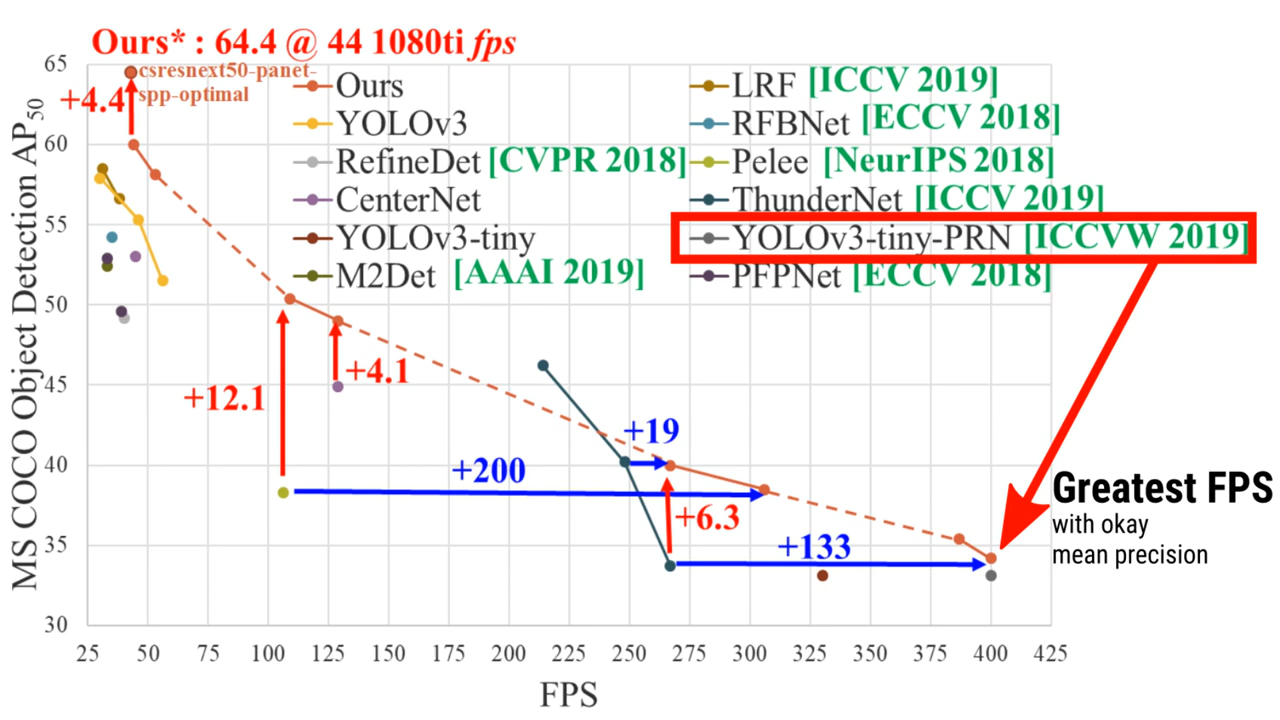 Ours* : 64.4 @ 44 1080ti fps
csresnext50-panet-
spp-optimal
+4.4
Ours
YOLOv3
RefineDet [CVPR 2018]
CenterNet
YOLOv3-tiny
M2Det [AAAI 2019]
LRF [ICCV 2019]
RFBNet [ECCV 2018]
Pelee [NeurIPS 2018]
ThunderNet [ICCV 2019]
YOLOv3-tiny-PRN [ICCVW 2019]
PFPNet [ECCV 2018]
MS COCO Object Detection AP50
65
60
55
50
45
40
35
30
+12.1
+4.1
+19
+200
+6.3
+133
Greatest FPS
with okay
mean precision
25 50 75 100 125 150 175 200 225 250 275 300 325 350 375 400 425
FPS